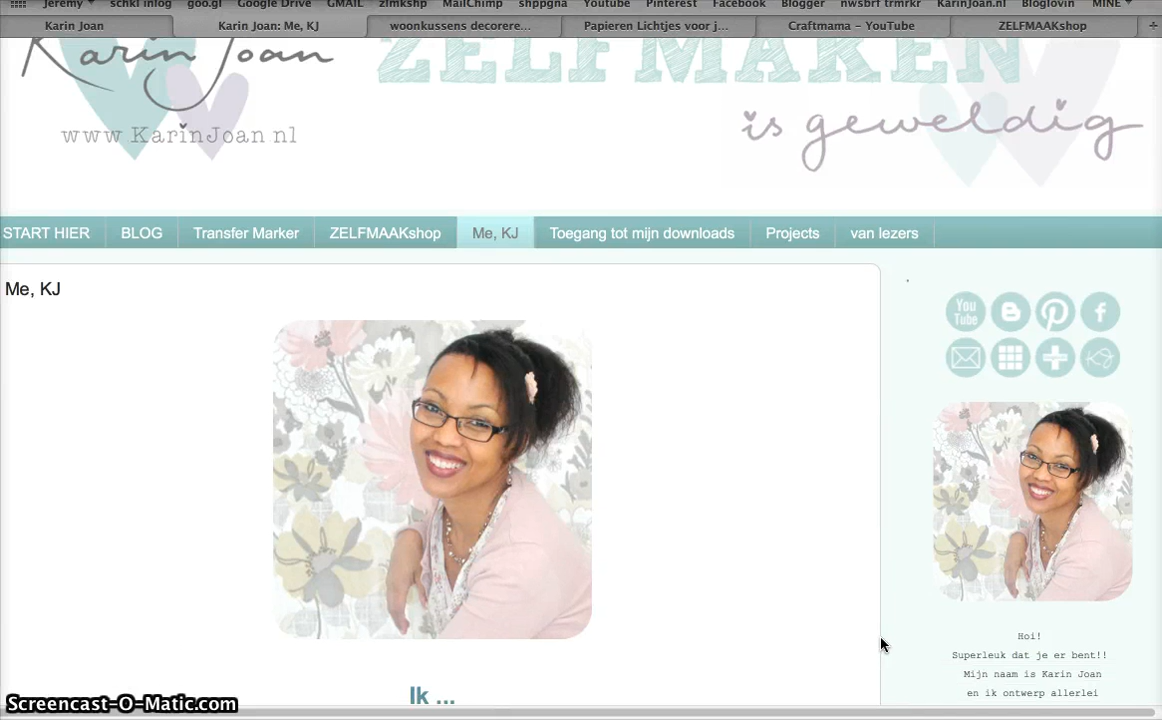 Jeremy schkl inlog goo.gl Google Drive GMAIL zlmkshp MailChimp shppgna Youtube Pinterest Facebook Blogger nwsbrf trmrkr KarinJoan.nl Bloglovin MINE
Karin Joan
Karin Joan: Me, KJ
woonkussens decorere...
Papieren Lichtjes voor j...
Craftmama – YouTube
ZELFMAAKshop
Karin Joan
www KarinJoan nl
ZELFMAKEN
is geweldig
START HIER BLOG Transfer Marker ZELFMAAKshop Me, KJ Toegang tot mijn downloads Projects van lezers
Me, KJ
You Tube
KJ
Hoi!
Superleuk dat je er bent!!
Mijn naam is Karin Joan
en ik ontwerp allerlei
Ik ...
Screencast-O-Matic.com